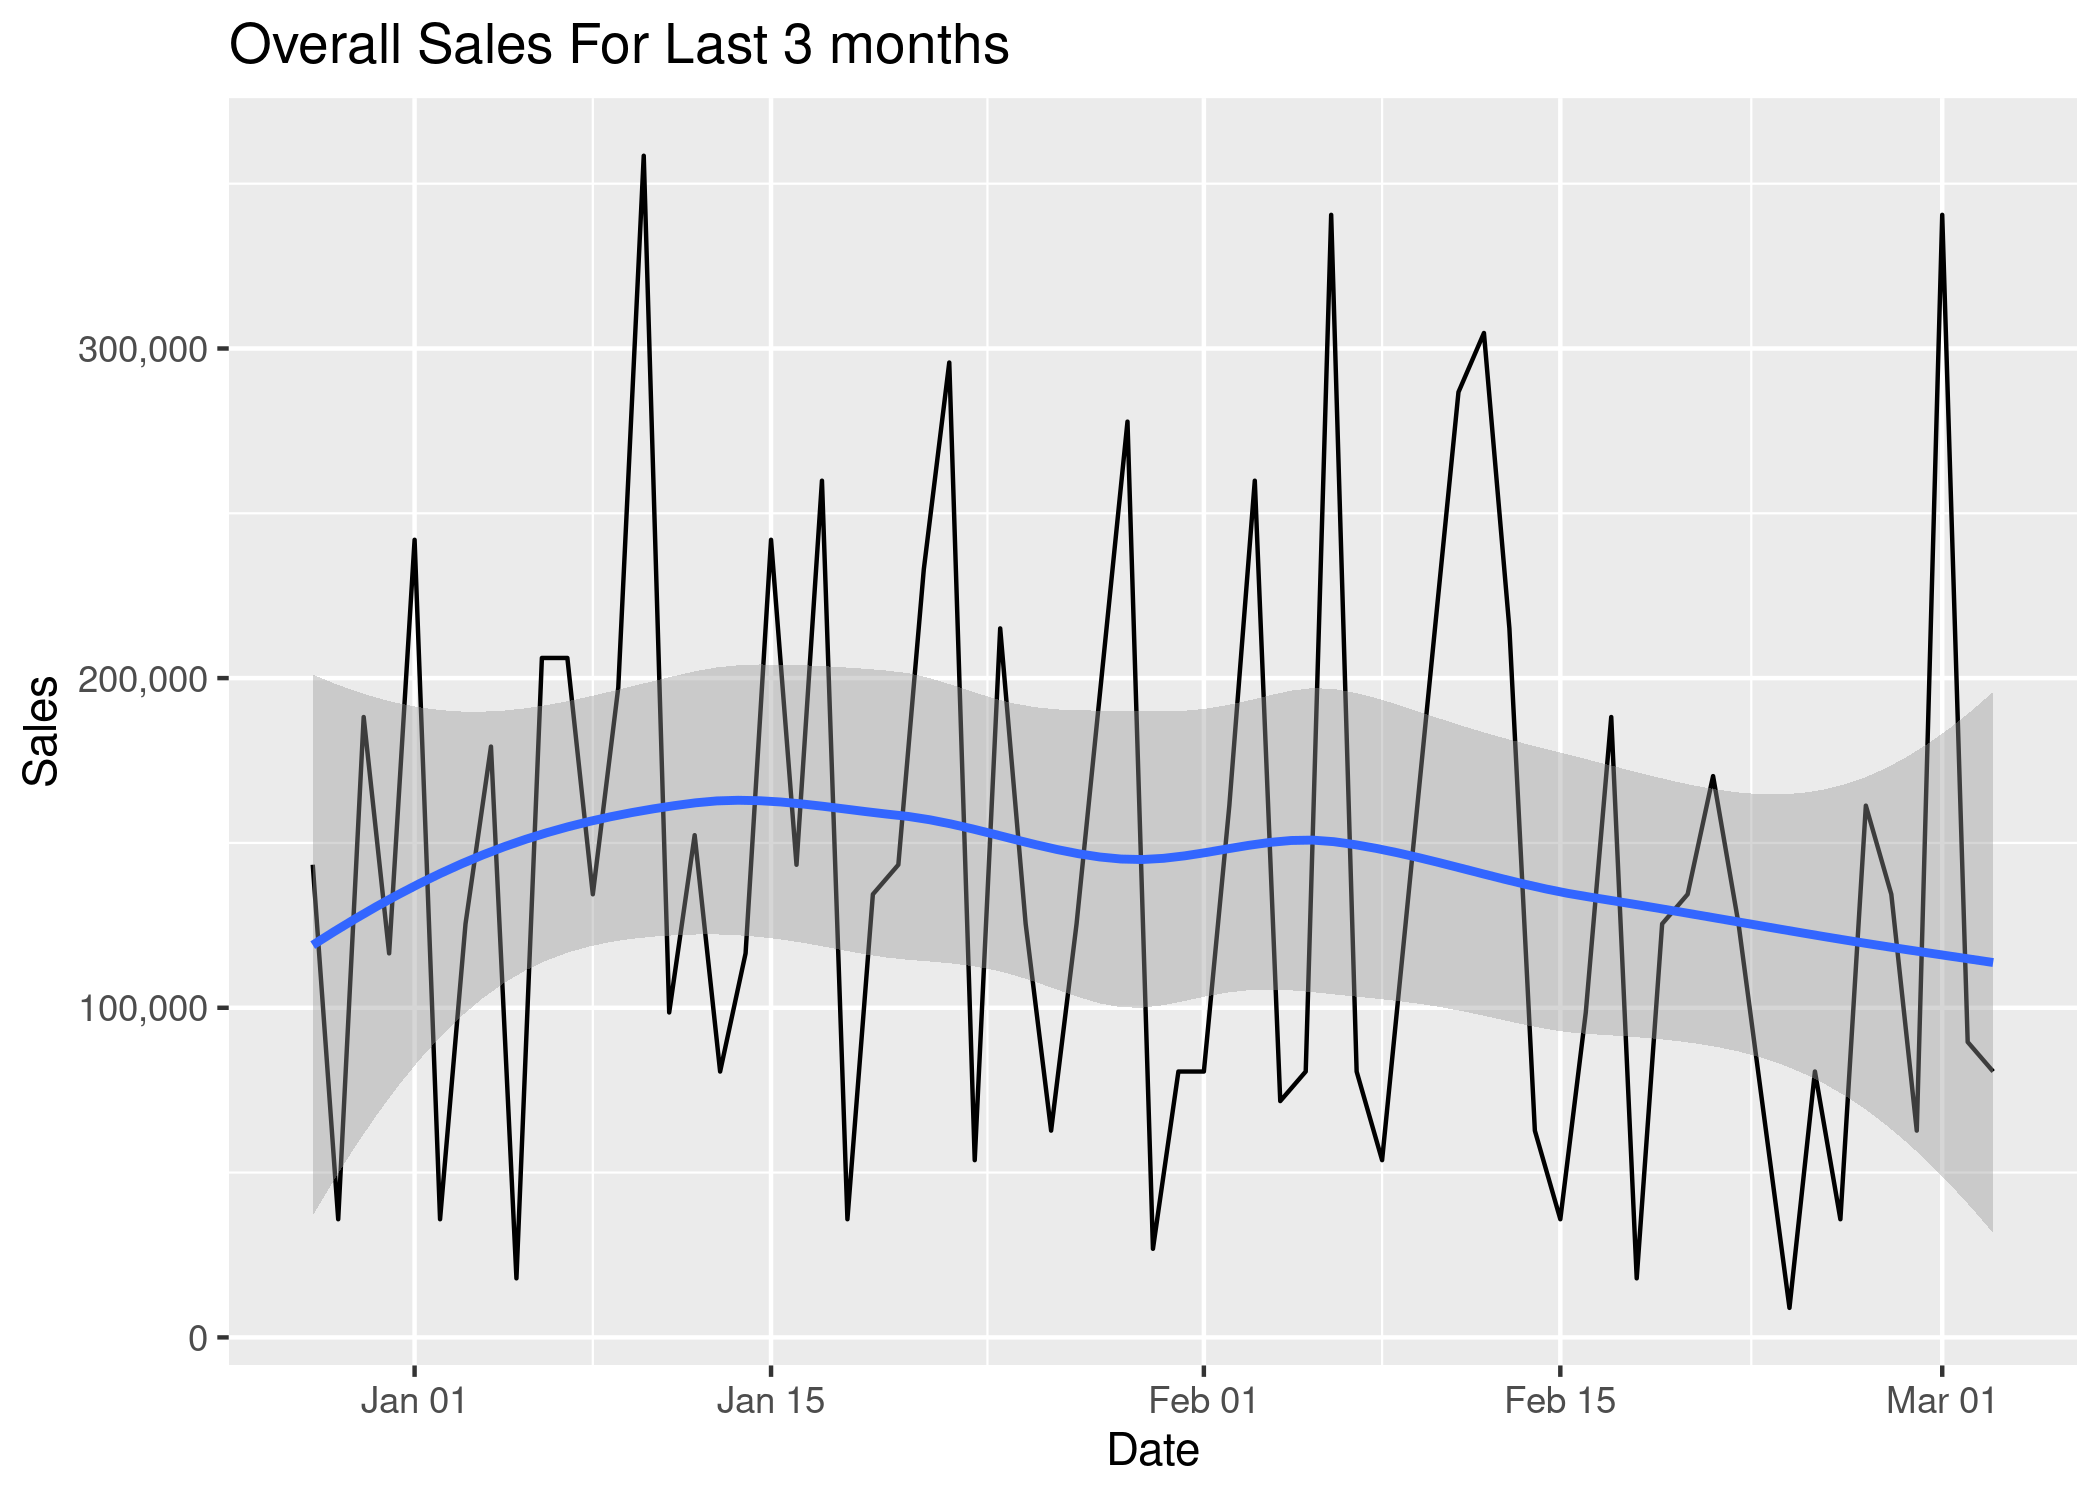 Overall Sales For Last 3 months
Sales
300,000
200,000
100,000
0
Jan 01 Jan 15 Feb 01 Feb 15 Mar 01
Date